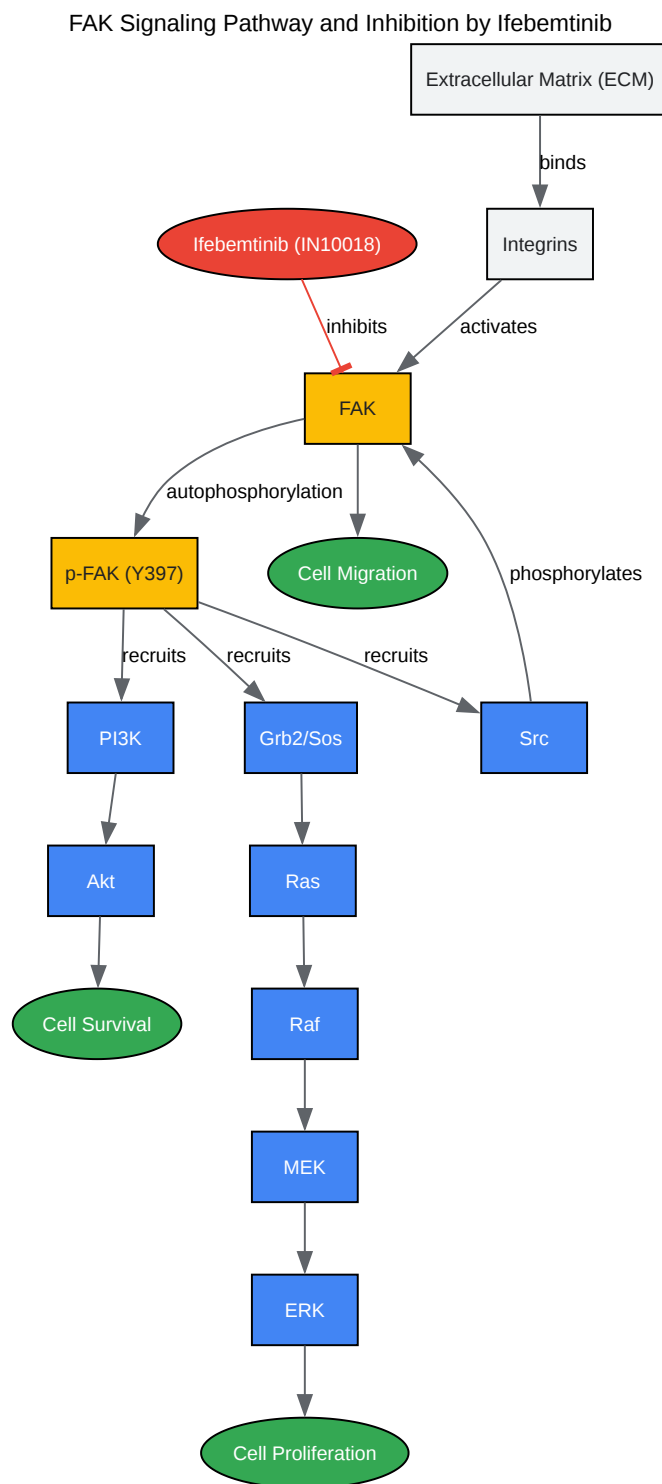 FAK Signaling Pathway and Inhibition by Ifebemtinib
Extracellular Matrix (ECM)
binds
Ifebemtinib (IN10018)
Integrins
inhibits
activates
FAK
autophosphorylation
p-FAK (Y397)
Cell Migration
phosphorylates
recruits
recruits
recruits
PI3K
Grb2/Sos
Src
Akt
Ras
Cell Survival
Raf
MEK
ERK
Cell Proliferation